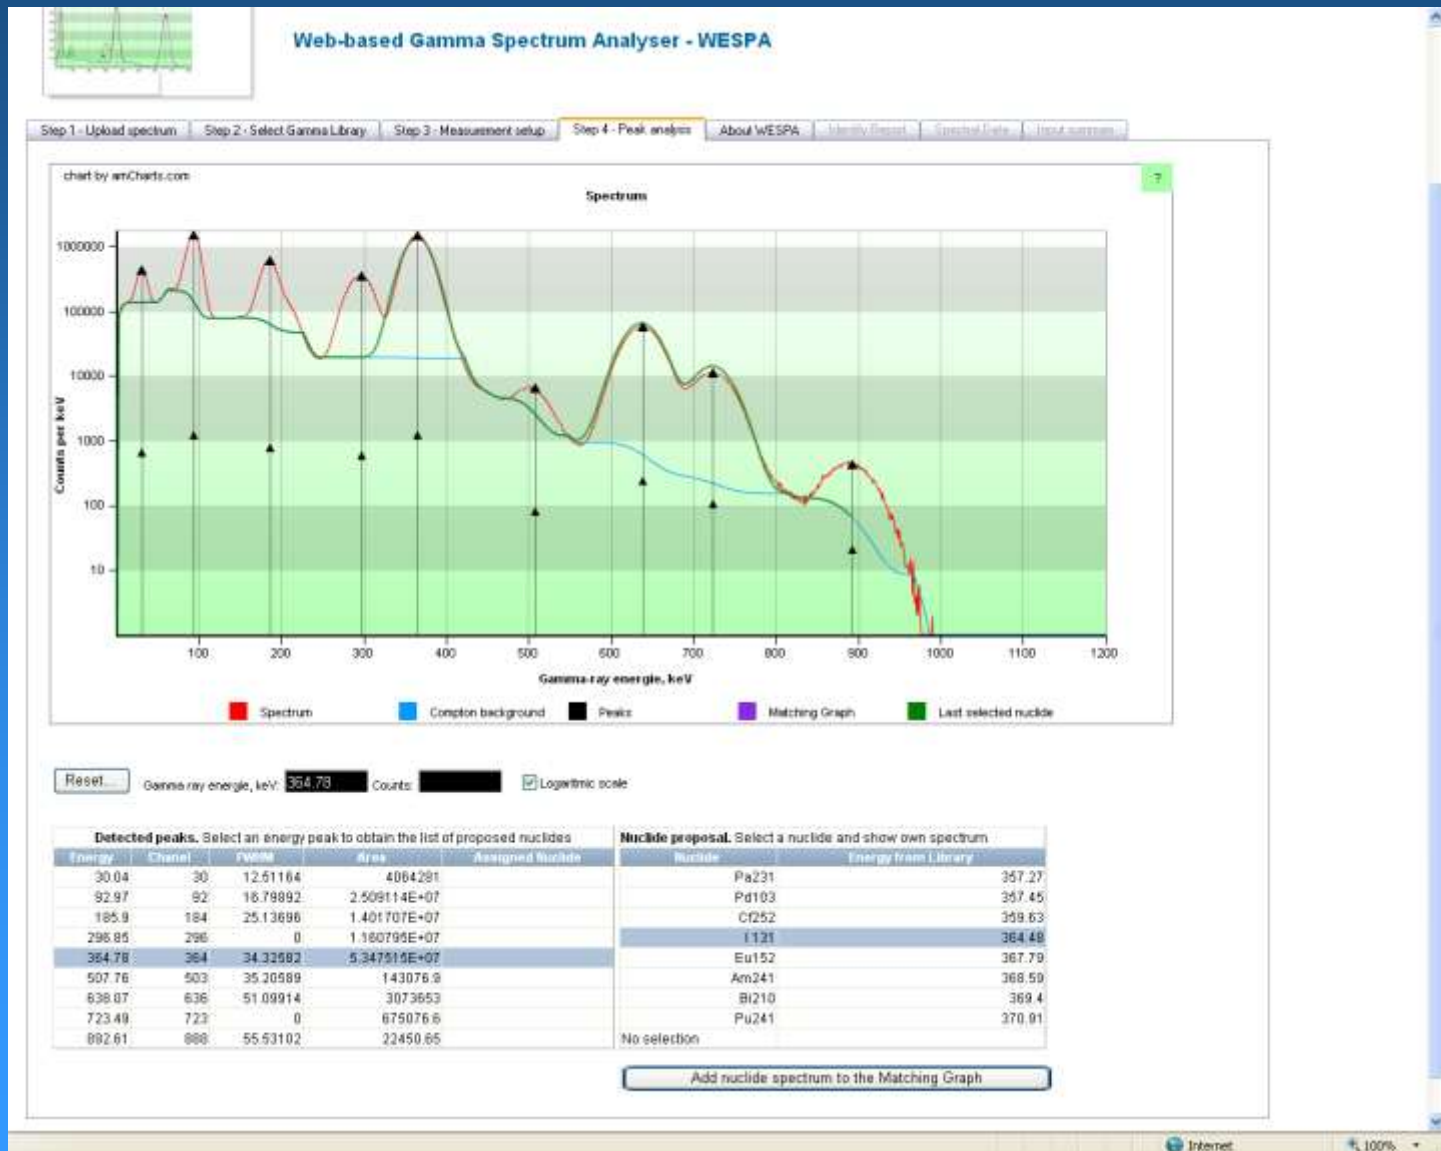 Web-based Gamma Spectrum Analyser - WESPA
Step 1 - Upload spectrum Step 2 - Select Gamma Library Step 3 - Measurement setup Step 4 - Peak analysis About WESPA Identify Report Spectral Data Input summary
chart by amCharts.com
?
Spectrum
1000000
100000
10000
1000
100
10
Counts per keV
100 200 300 400 500 600 700 800 900 1000 1100 1200
Gamma-ray energie, keV
Spectrum Compton background Peaks Matching Graph Last selected nuclide
Reset... Gamma ray energie, keV: 364.78 Counts: Logaritmic scale
Detected peaks. Select an energy peak to obtain the list of proposed nuclides Nuclide proposal. Select a nuclide and show own spectrum
Energy Chanel FWHM Area Assigned Nuclide Nuclide Energy from Library
30.04 30 12.51164 4064281 Pa231 357.27
92.97 92 16.79892 2.509114E+07 Pd103 357.45
185.9 184 25.13696 1.401707E+07 Cf252 359.63
296.85 296 0 1.160795E+07 I131 364.48
364.78 364 34.32582 5.347515E+07 Eu152 367.79
507.76 503 35.20589 143076.9 Am241 368.59
638.07 636 51.09914 3073653 Bi210 369.4
723.49 723 0 675076.6 Pu241 370.91
892.61 888 55.53102 22450.65 No selection
Add nuclide spectrum to the Matching Graph
Internet 100%